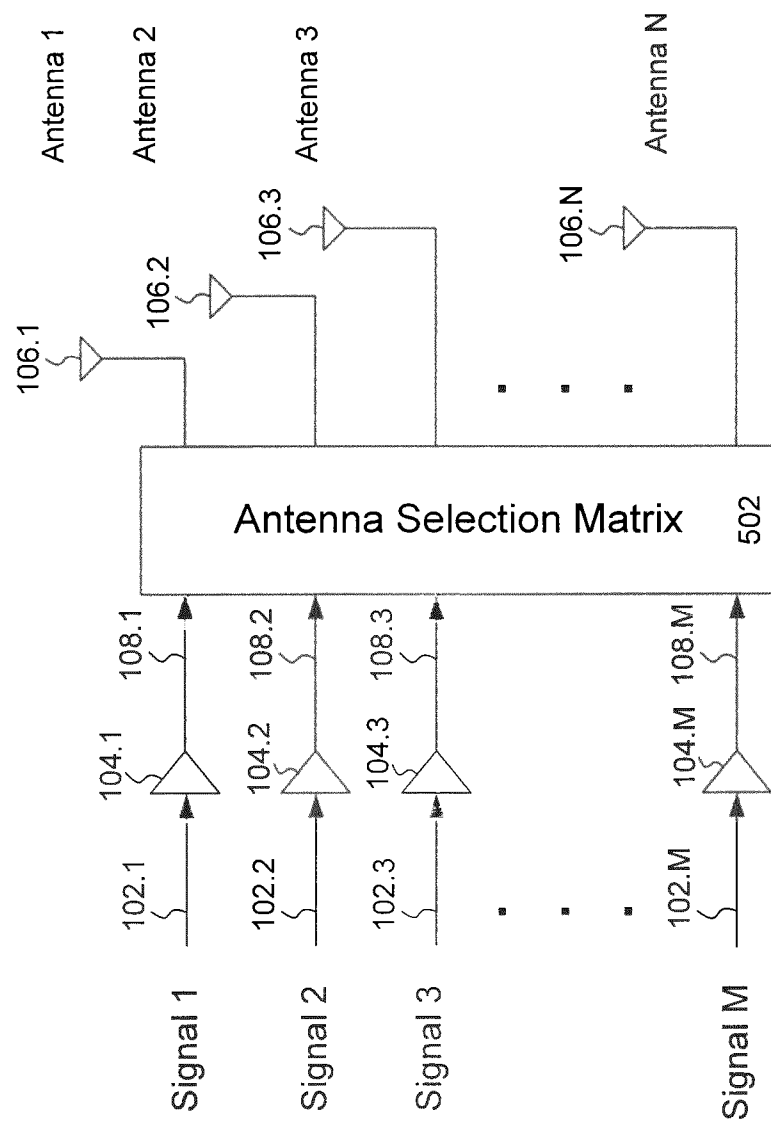 Signal 1
102.1
104.1
108.1
106.1
Antenna 1
Signal 2
102.2
104.2
108.2
106.2
Antenna 2
Signal 3
102.3
104.3
108.3
106.3
Antenna 3
Antenna Selection Matrix
502
Signal M
102.M
104.M
108.M
106.N
Antenna N